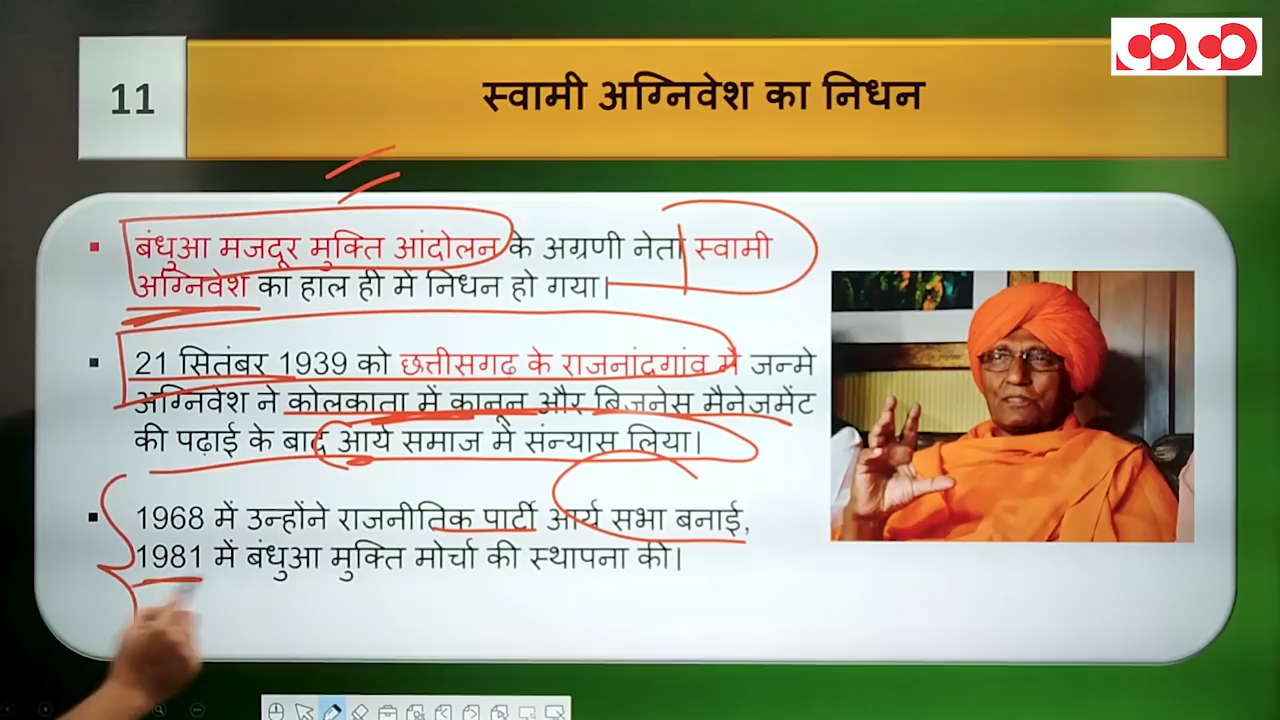 11
स्वामी अग्निवेश का निधन
बंधुआ मजदूर मुक्ति आंदोलन के अग्रणी नेता स्वामी
अग्निवेश का हाल ही में निधन हो गया।
21 सितंबर 1939 को छत्तीसगढ़ के राजनांदगांव में जन्मे
अग्निवेश ने कोलकाता में कानून और बिजनेस मैनेजमेंट
की पढ़ाई के बाद आर्य समाज में संन्यास लिया।
1968 में उन्होंने राजनीतिक पार्टी आर्य सभा बनाई,
1981 में बंधुआ मुक्ति मोर्चा की स्थापना की।